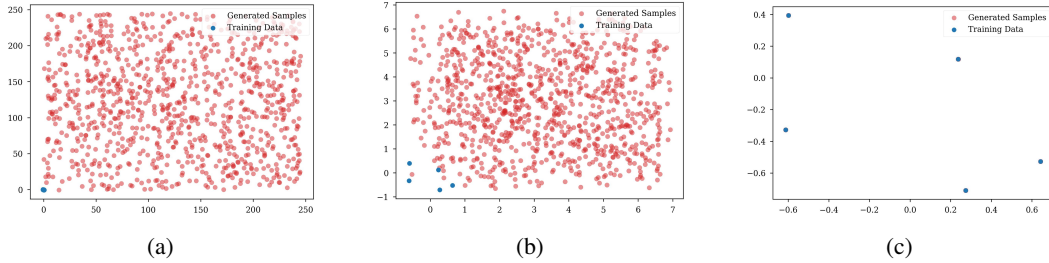 Generated Samples
Training Data
250
200
150
100
50
0
0 50 100 150 200 250
(a)
Generated Samples
Training Data
7
6
5
4
3
2
1
0
−1
0 1 2 3 4 5 6 7
(b)
Generated Samples
Training Data
0.4
0.2
0.0
−0.2
−0.4
−0.6
−0.6 −0.4 −0.2 0.0 0.2 0.4 0.6
(c)